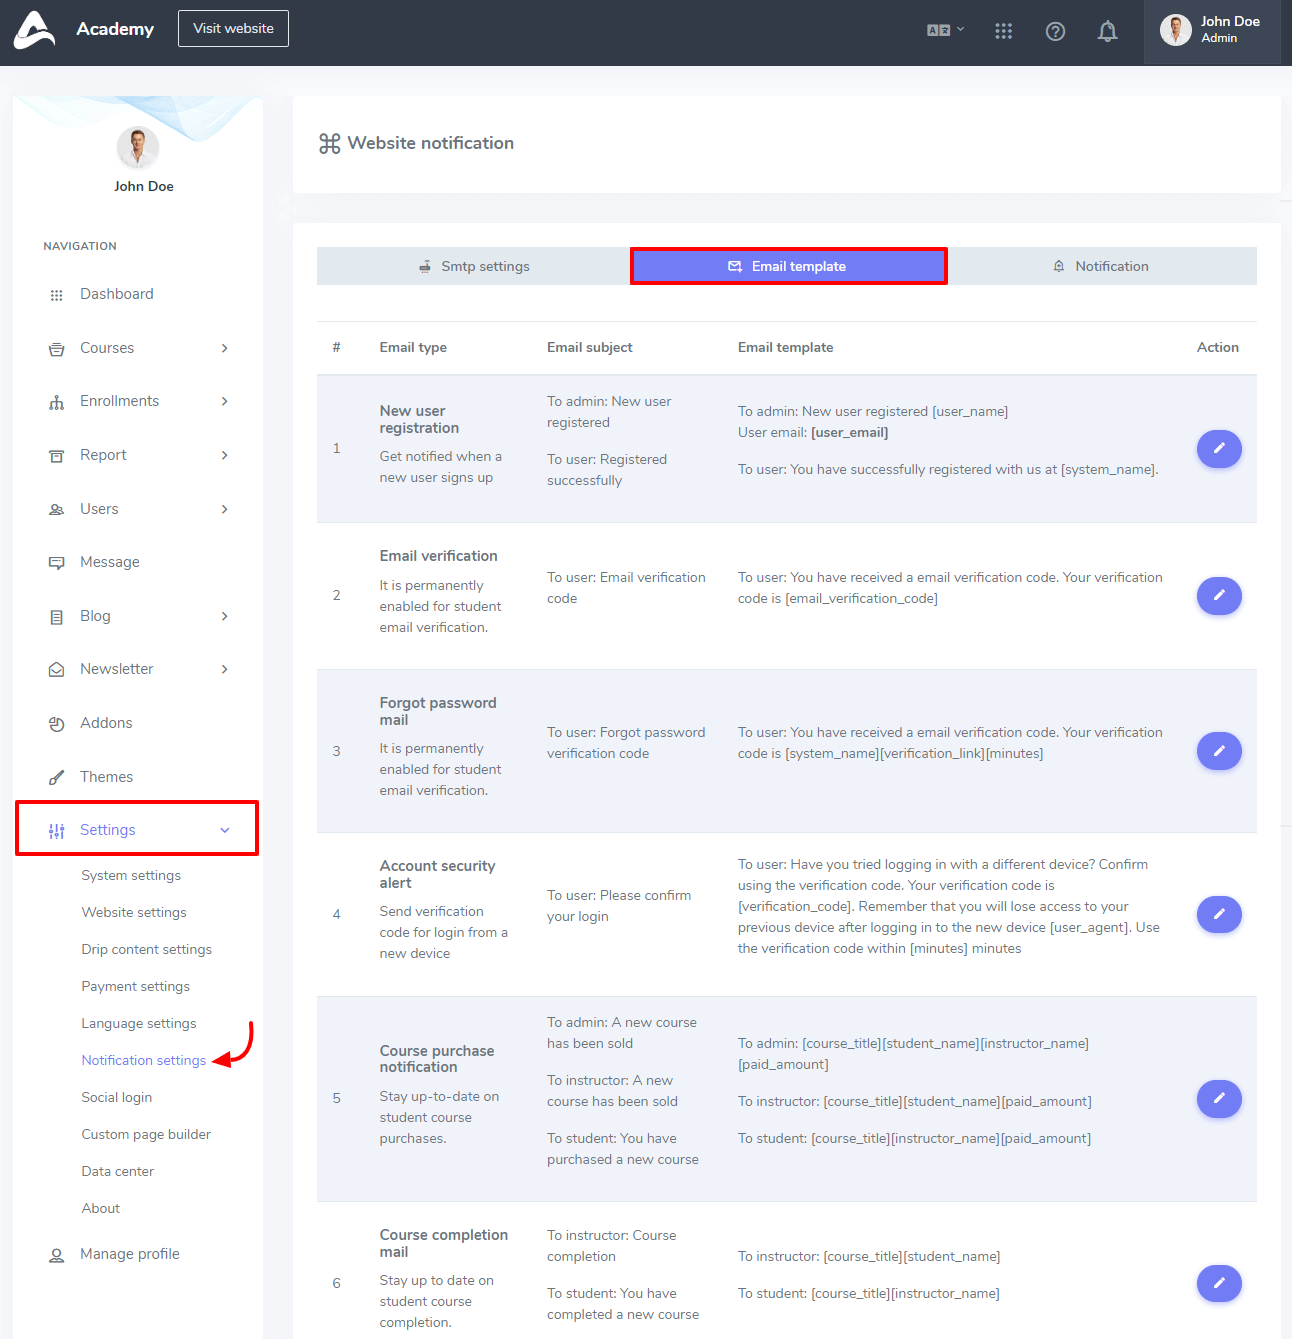 Academy
Visit website
John Doe
Admin
John Doe
NAVIGATION
Dashboard
Courses
Enrollments
Report
Users
Message
Blog
Newsletter
Addons
Themes
Settings
System settings
Website settings
Drip content settings
Payment settings
Language settings
Notification settings
Social login
Custom page builder
Data center
About
Manage profile
Website notification
Smtp settings
Email template
Notification
# Email type Email subject Email template Action
1
New user
registration
Get notified when a
new user signs up
To admin: New user
registered
To user: Registered
successfully
To admin: New user registered [user_name]
User email: [user_email]
To user: You have successfully registered with us at [system_name].
2
Email verification
It is permanently
enabled for student
email verification.
To user: Email verification
code
To user: You have received a email verification code. Your verification
code is [email_verification_code]
3
Forgot password
mail
It is permanently
enabled for student
email verification.
To user: Forgot password
verification code
To user: You have received a email verification code. Your verification
code is [system_name][verification_link][minutes]
4
Account security
alert
Send verification
code for login from a
new device
To user: Please confirm
your login
To user: Have you tried logging in with a different device? Confirm
using the verification code. Your verification code is
[verification_code]. Remember that you will lose access to your
previous device after logging in to the new device [user_agent]. Use
the verification code within [minutes] minutes
5
Course purchase
notification
Stay up-to-date on
student course
purchases.
To admin: A new course
has been sold
To instructor: A new
course has been sold
To student: You have
purchased a new course
To admin: [course_title][student_name][instructor_name]
[paid_amount]
To instructor: [course_title][student_name][paid_amount]
To student: [course_title][instructor_name][paid_amount]
6
Course completion
mail
Stay up to date on
student course
completion.
To instructor: Course
completion
To student: You have
completed a new course
To instructor: [course_title][student_name]
To student: [course_title][instructor_name]